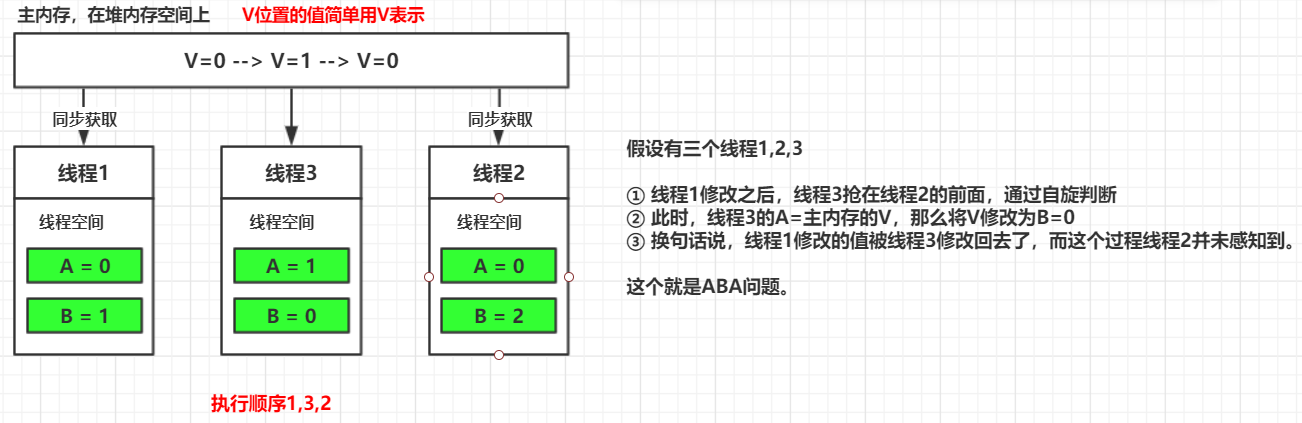 主内存，在堆内存空间上 V位置的值简单用V表示
V=0 --> V=1 --> V=0
同步获取 同步获取
线程1 线程3 线程2
线程空间 线程空间 线程空间
A = 0 A = 1 A = 0
B = 1 B = 0 B = 2
执行顺序1,3,2
假设有三个线程1,2,3
① 线程1修改之后，线程3抢在线程2的前面，通过自旋判断
② 此时，线程3的A=主内存的V，那么将V修改为B=0
③ 换句话说，线程1修改的值被线程3修改回去了，而这个过程线程2并未感知到。
这个就是ABA问题。